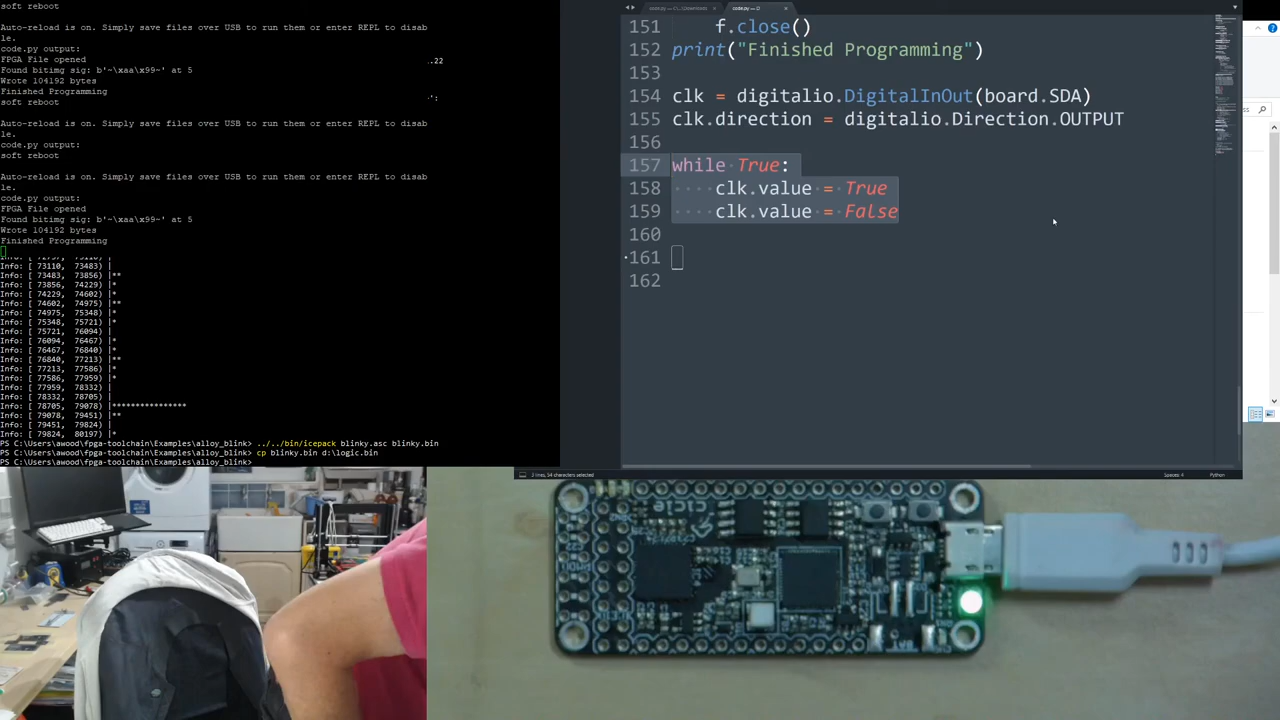 soft reboot
Auto-reload is on. Simply save files over USB to run them or enter REPL to disab
le.
code.py output:
FPGA File opened
Found bitimg sig: b'~\xaa\x99~' at 5
Wrote 104192 bytes
Finished Programming
soft reboot
Auto-reload is on. Simply save files over USB to run them or enter REPL to disab
le.
code.py output:
soft reboot
Auto-reload is on. Simply save files over USB to run them or enter REPL to disab
le.
code.py output:
FPGA File opened
Found bitimg sig: b'~\xaa\x99~' at 5
Wrote 104192 bytes
Finished Programming
Info: [ 73110, 73483) |
Info: [ 73483, 73856) |**
Info: [ 73856, 74229) |*
Info: [ 74229, 74602) |*
Info: [ 74602, 74975) |**
Info: [ 74975, 75348) |*
Info: [ 75348, 75721) |*
Info: [ 75721, 76094) |
Info: [ 76094, 76467) |*
Info: [ 76467, 76840) |*
Info: [ 76840, 77213) |**
Info: [ 77213, 77586) |*
Info: [ 77586, 77959) |*
Info: [ 77959, 78332) |
Info: [ 78332, 78705) |
Info: [ 78705, 79078) |****************
Info: [ 79078, 79451) |**
Info: [ 79451, 79824) |
Info: [ 79824, 80197) |*
PS C:\Users\awood\fpga-toolchain\Examples\alloy_blink> ../../bin/icepack blinky.asc blinky.bin
PS C:\Users\awood\fpga-toolchain\Examples\alloy_blink> cp blinky.bin d:\logic.bin
PS C:\Users\awood\fpga-toolchain\Examples\alloy_blink>
..22
.':
151 f.close()
152 print("Finished Programming")
153
154 clk = digitalio.DigitalInOut(board.SDA)
155 clk.direction = digitalio.Direction.OUTPUT
156
157 while True:
158 clk.value = True
159 clk.value = False
160
161
162
3 lines, 54 characters selected
Spaces: 4
Python
cicle
BAT